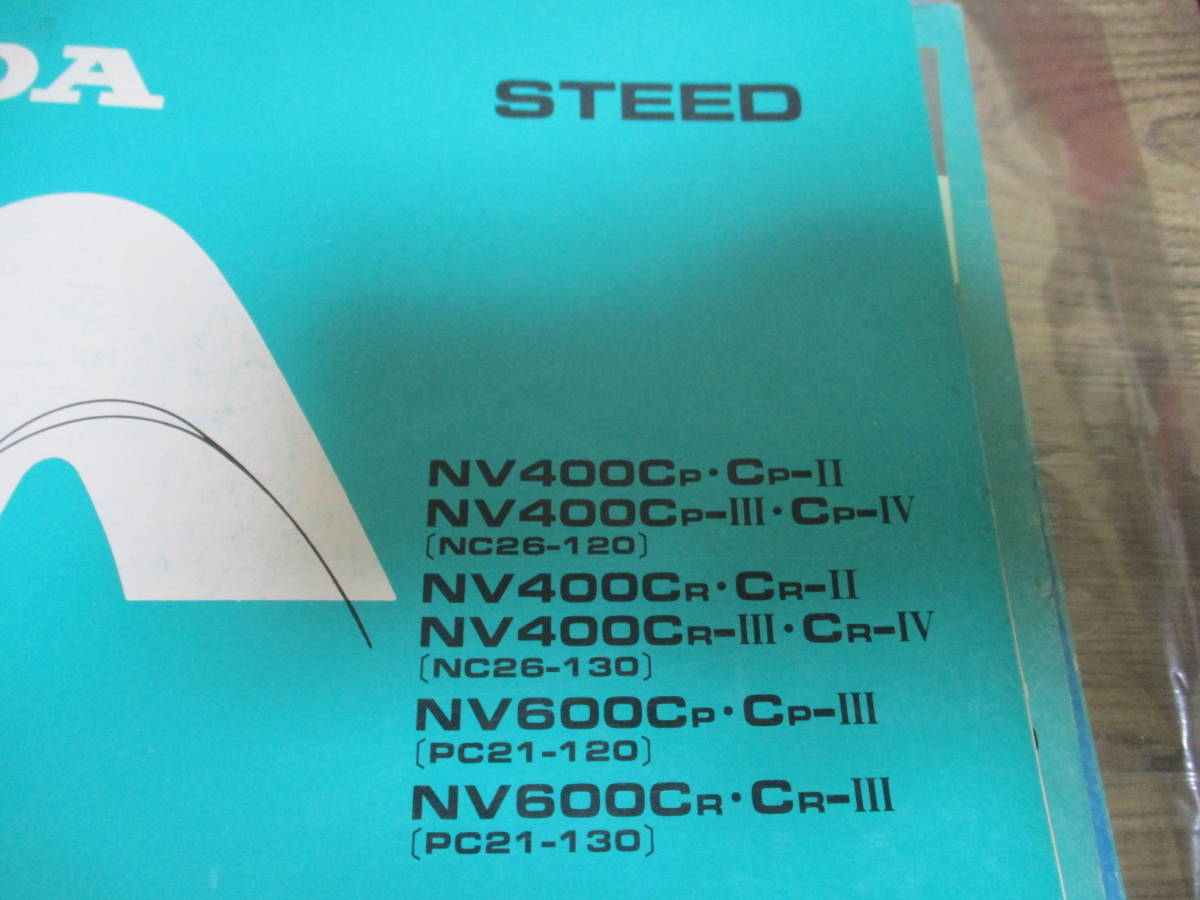 DA
STEED
NV400CP・CP-II
NV400CP-III・CP-IV
〔NC26-120〕
NV400CR・CR-II
NV400CR-III・CR-IV
〔NC26-130〕
NV600CP・CP-III
〔PC21-120〕
NV600CR・CR-III
〔PC21-130〕